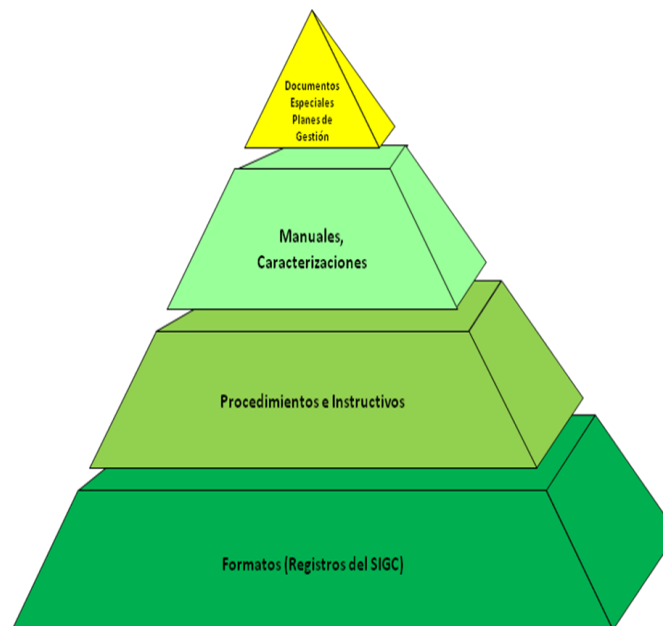 Documentos
Especiales
Planes de
Gestión
Manuales,
Caracterizaciones
Procedimientos e Instructivos
Formatos (Registros del SIGC)